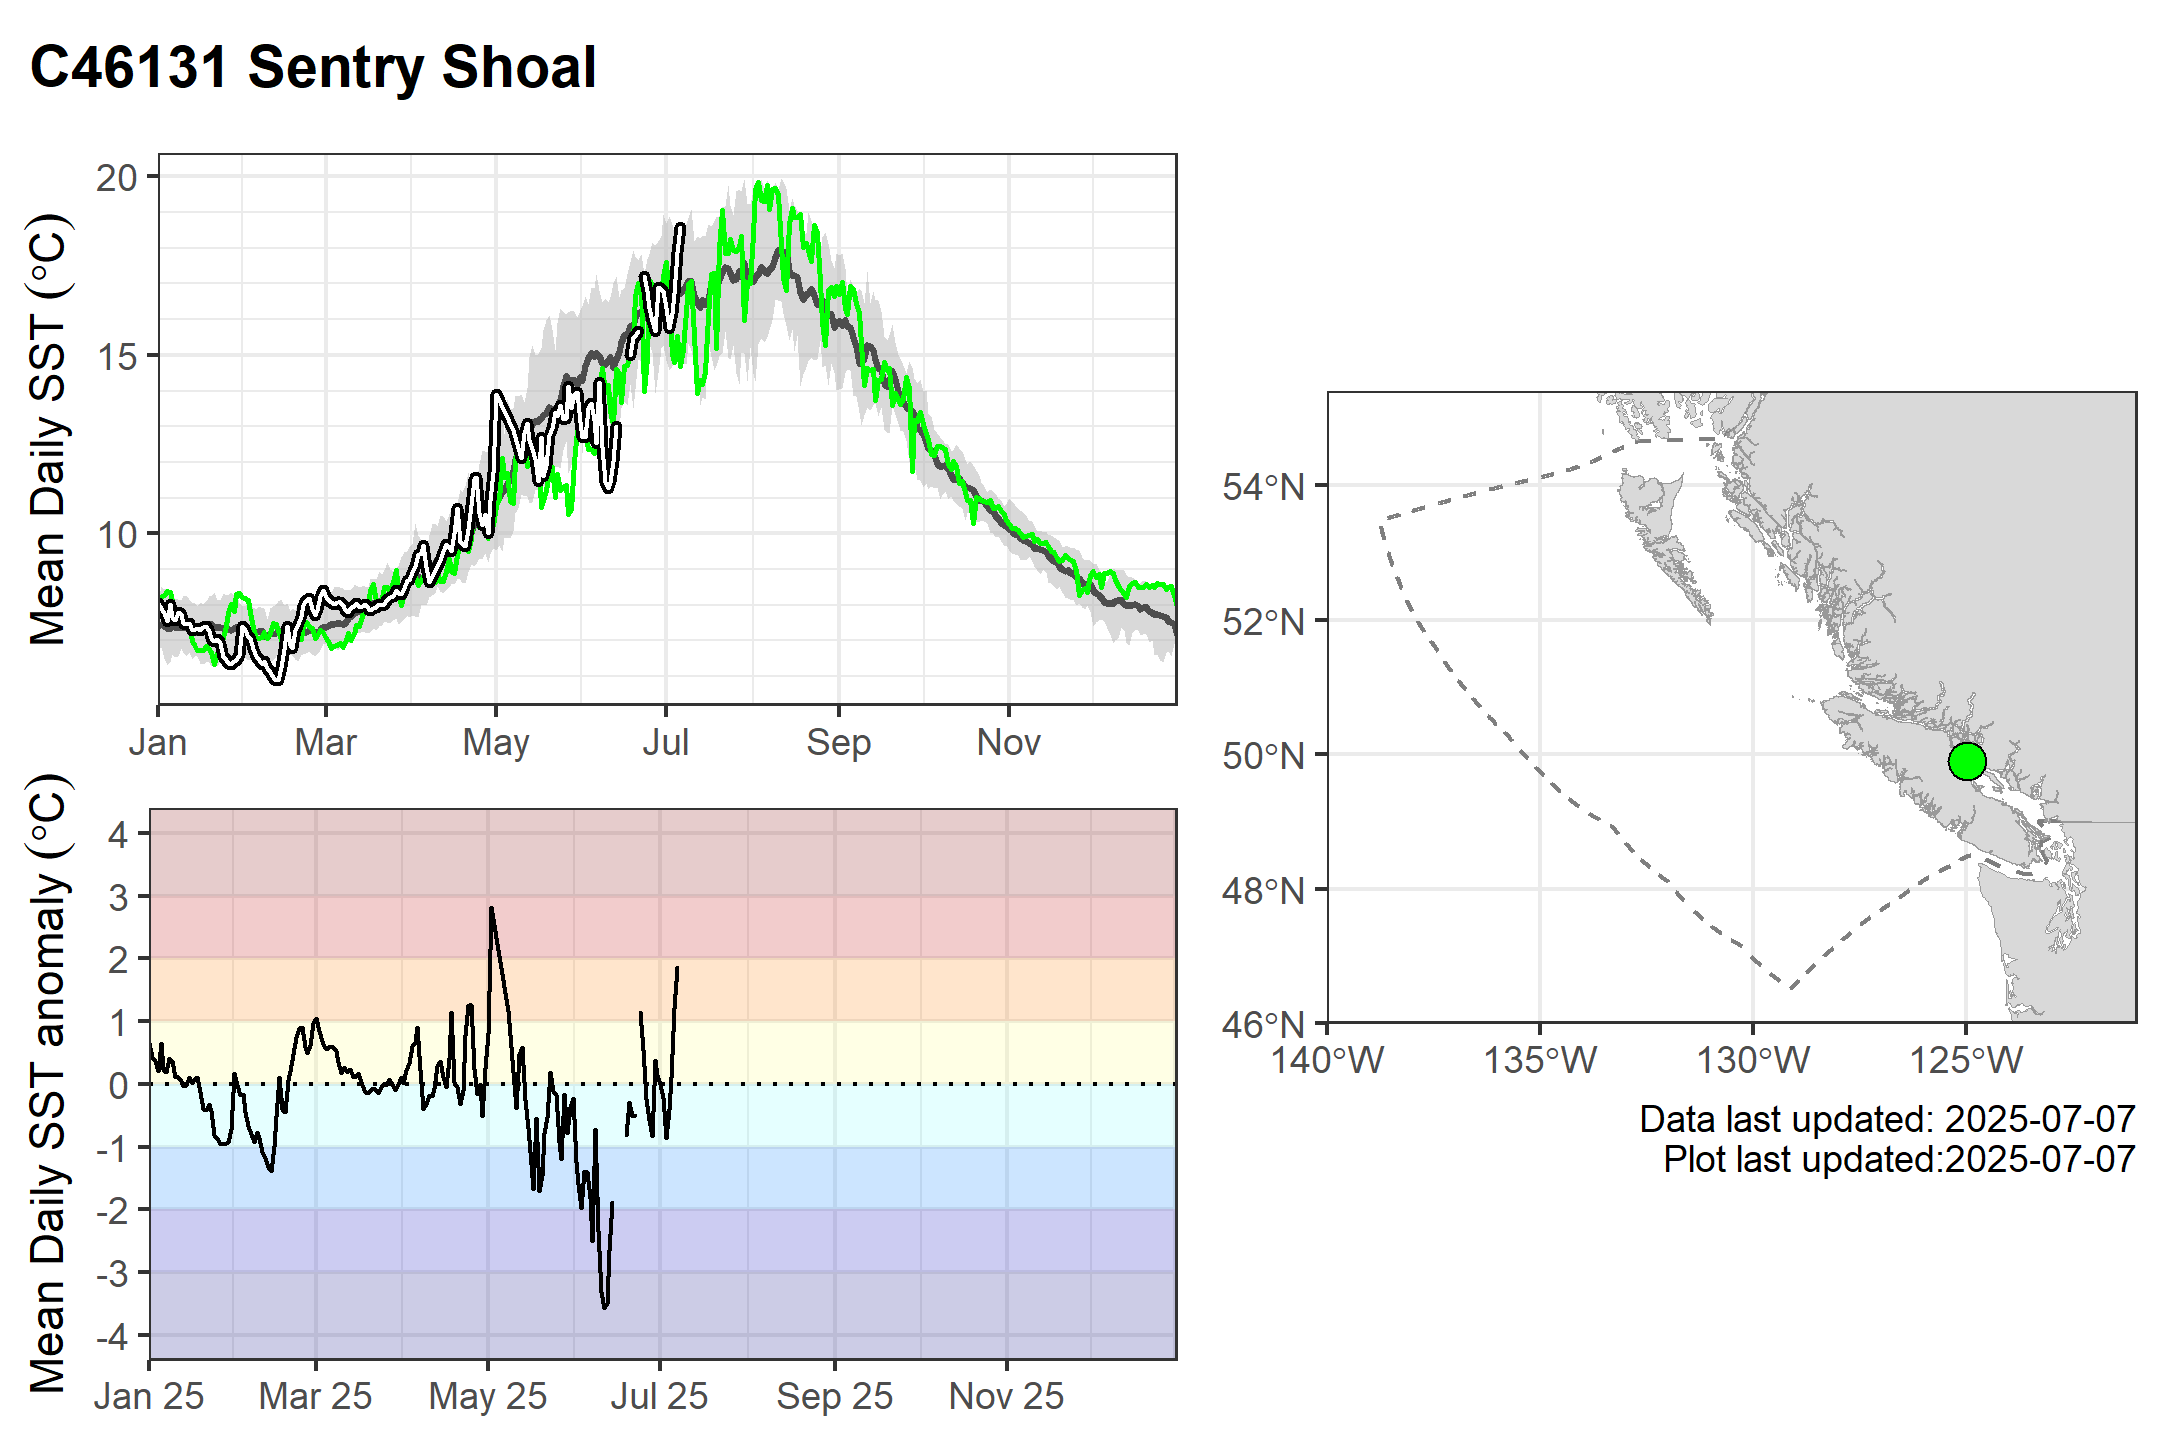 C46131 Sentry Shoal
Mean Daily SST (°C)
20
15
10
Jan Mar May Jul Sep Nov
Mean Daily SST anomaly (°C)
4
3
2
1
0
-1
-2
-3
-4
Jan 25 Mar 25 May 25 Jul 25 Sep 25 Nov 25
54°N
52°N
50°N
48°N
46°N
140°W 135°W 130°W 125°W
Data last updated: 2025-07-07
Plot last updated:2025-07-07